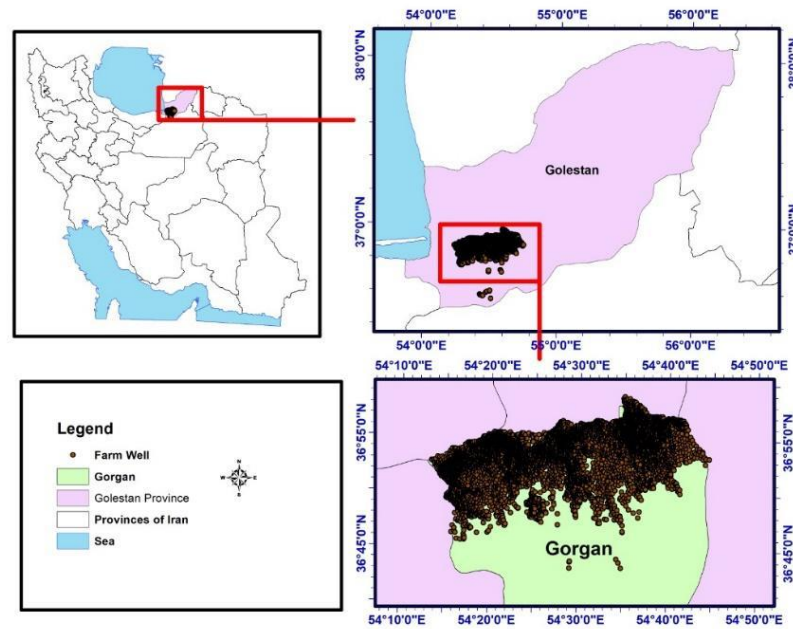 54°0'0"E 55°0'0"E 56°0'0"E
38°0'0"N
38°0'0"N
Golestan
37°0'0"N
37°0'0"N
54°0'0"E 55°0'0"E 56°0'0"E
54°10'0"E 54°20'0"E 54°30'0"E 54°40'0"E 54°50'0"E
36°55'0"N
36°55'0"N
36°45'0"N
36°45'0"N
Gorgan
54°10'0"E 54°20'0"E 54°30'0"E 54°40'0"E 54°50'0"E
Legend
Farm Well
Gorgan
Golestan Province
Provinces of Iran
Sea
N
W E
S